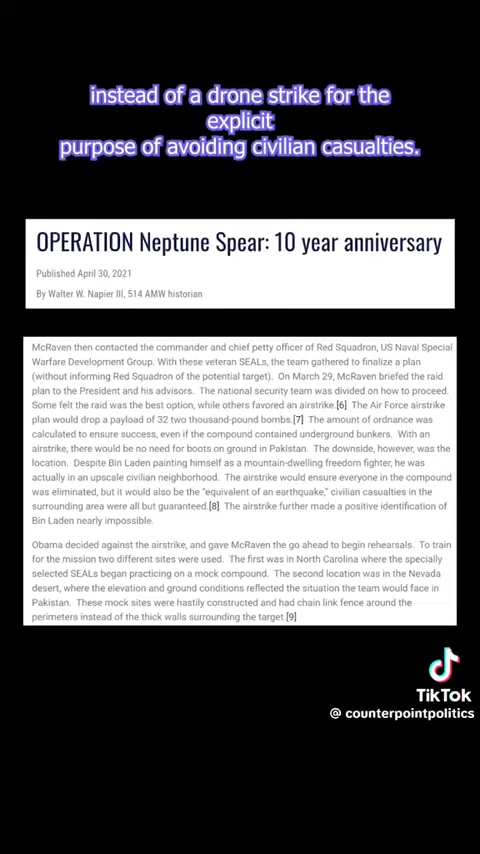 instead of a drone strike for the
explicit
purpose of avoiding civilian casualties.
OPERATION Neptune Spear: 10 year anniversary
Published April 30, 2021
By Walter W. Napier III, 514 AMW historian
McRaven then contacted the commander and chief petty officer of Red Squadron, US Naval Special
Warfare Development Group. With these veteran SEALs, the team gathered to finalize a plan
(without informing Red Squadron of the potential target). On March 29, McRaven briefed the raid
plan to the President and his advisors. The national security team was divided on how to proceed.
Some felt the raid was the best option, while others favored an airstrike.[6] The Air Force airstrike
plan would drop a payload of 32 two thousand-pound bombs.[7] The amount of ordnance was
calculated to ensure success, even if the compound contained underground bunkers. With an
airstrike, there would be no need for boots on ground in Pakistan. The downside, however, was the
location. Despite Bin Laden painting himself as a mountain-dwelling freedom fighter, he was
actually in an upscale civilian neighborhood. The airstrike would ensure everyone in the compound
was eliminated, but it would also be the "equivalent of an earthquake," civilian casualties in the
surrounding area were all but guaranteed.[8] The airstrike further made a positive identification of
Bin Laden nearly impossible.
Obama decided against the airstrike, and gave McRaven the go ahead to begin rehearsals. To train
for the mission two different sites were used. The first was in North Carolina where the specially
selected SEALs began practicing on a mock compound. The second location was in the Nevada
desert, where the elevation and ground conditions reflected the situation the team would face in
Pakistan. These mock sites were hastily constructed and had chain link fence around the
perimeters instead of the thick walls surrounding the target.[9]
TikTok
@ counterpointpolitics